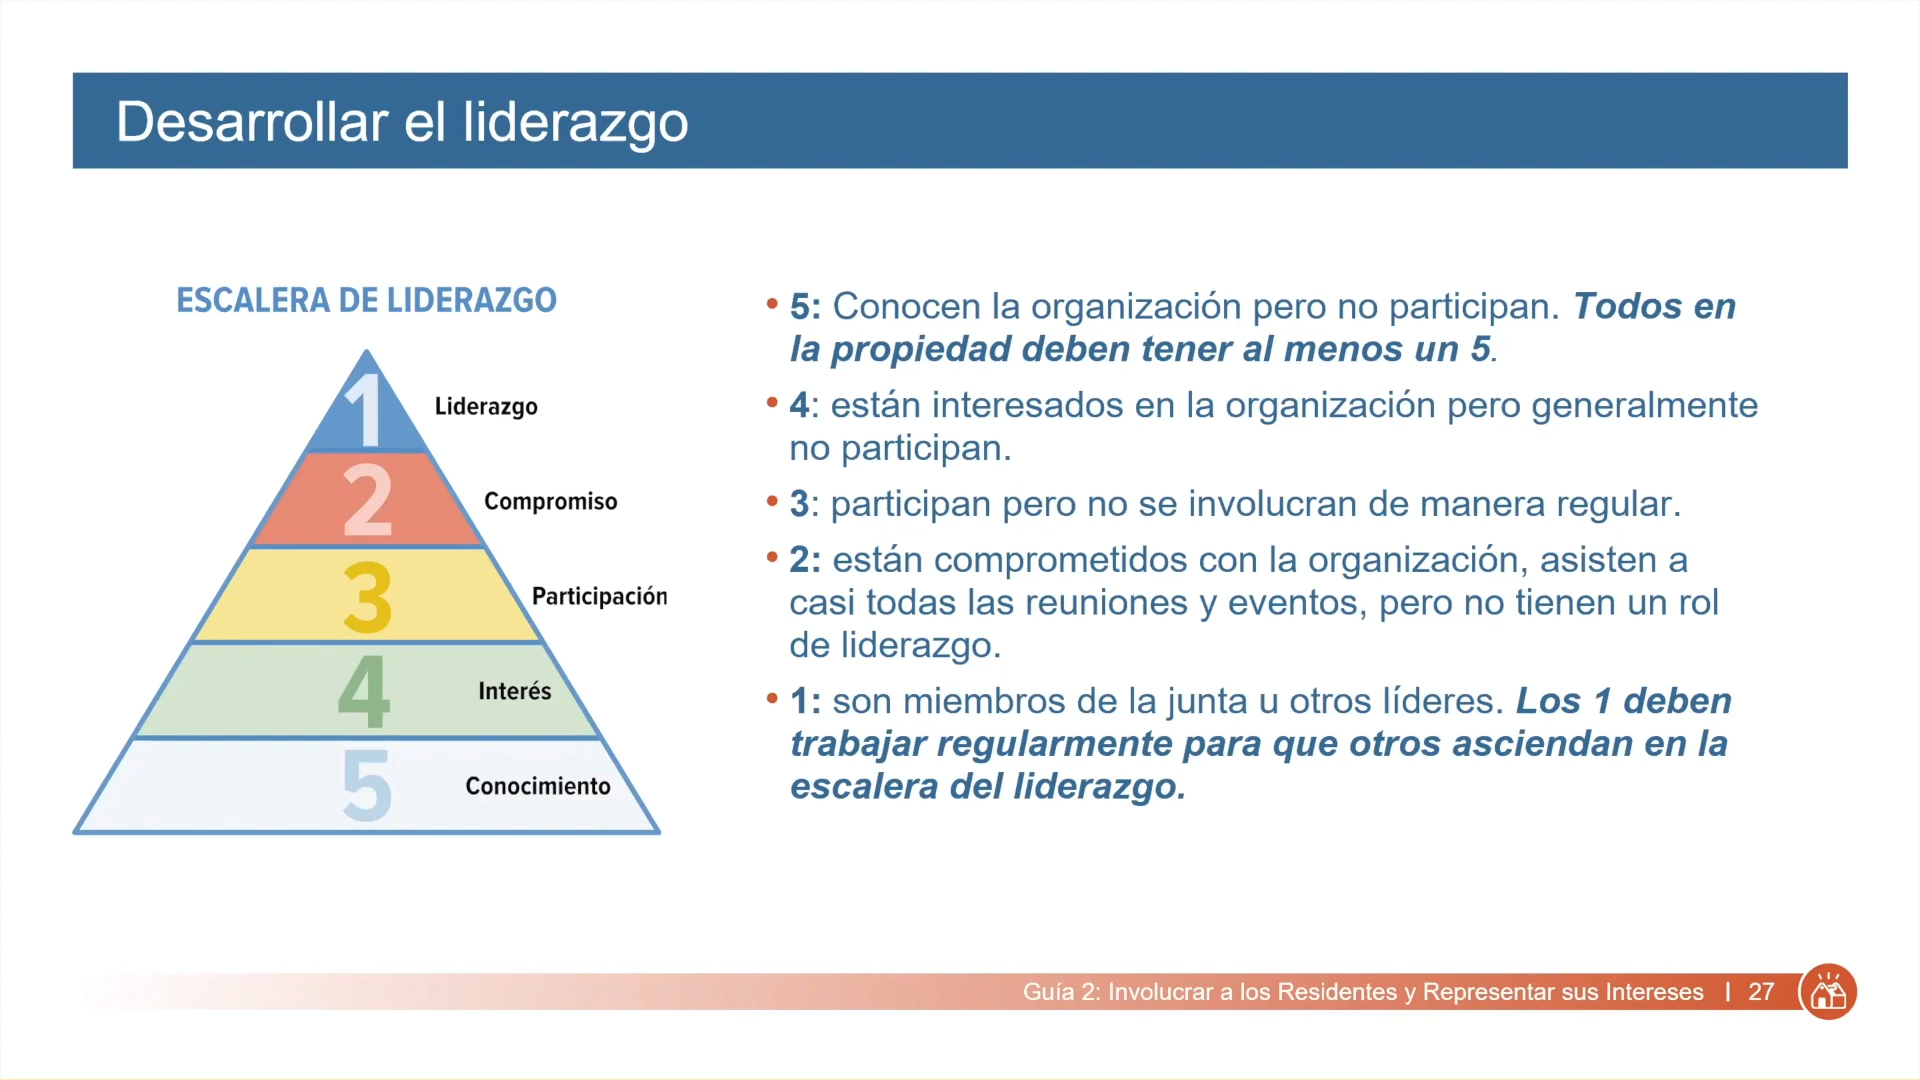 Desarrollar el liderazgo
ESCALERA DE LIDERAZGO
1
Liderazgo
2
Compromiso
3
Participación
4
Interés
5
Conocimiento
• 5: Conocen la organización pero no participan. Todos en
la propiedad deben tener al menos un 5.
• 4: están interesados en la organización pero generalmente
no participan.
• 3: participan pero no se involucran de manera regular.
• 2: están comprometidos con la organización, asisten a
casi todas las reuniones y eventos, pero no tienen un rol
de liderazgo.
• 1: son miembros de la junta u otros líderes. Los 1 deben
trabajar regularmente para que otros asciendan en la
escalera del liderazgo.
Guía 2: Involucrar a los Residentes y Representar sus Intereses | 27